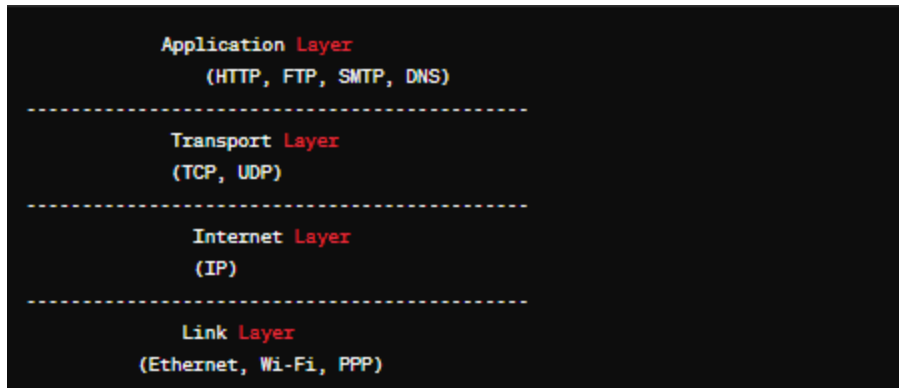 Application Layer
(HTTP, FTP, SMTP, DNS)
---------------------------------------------
Transport Layer
(TCP, UDP)
---------------------------------------------
Internet Layer
(IP)
---------------------------------------------
Link Layer
(Ethernet, Wi-Fi, PPP)